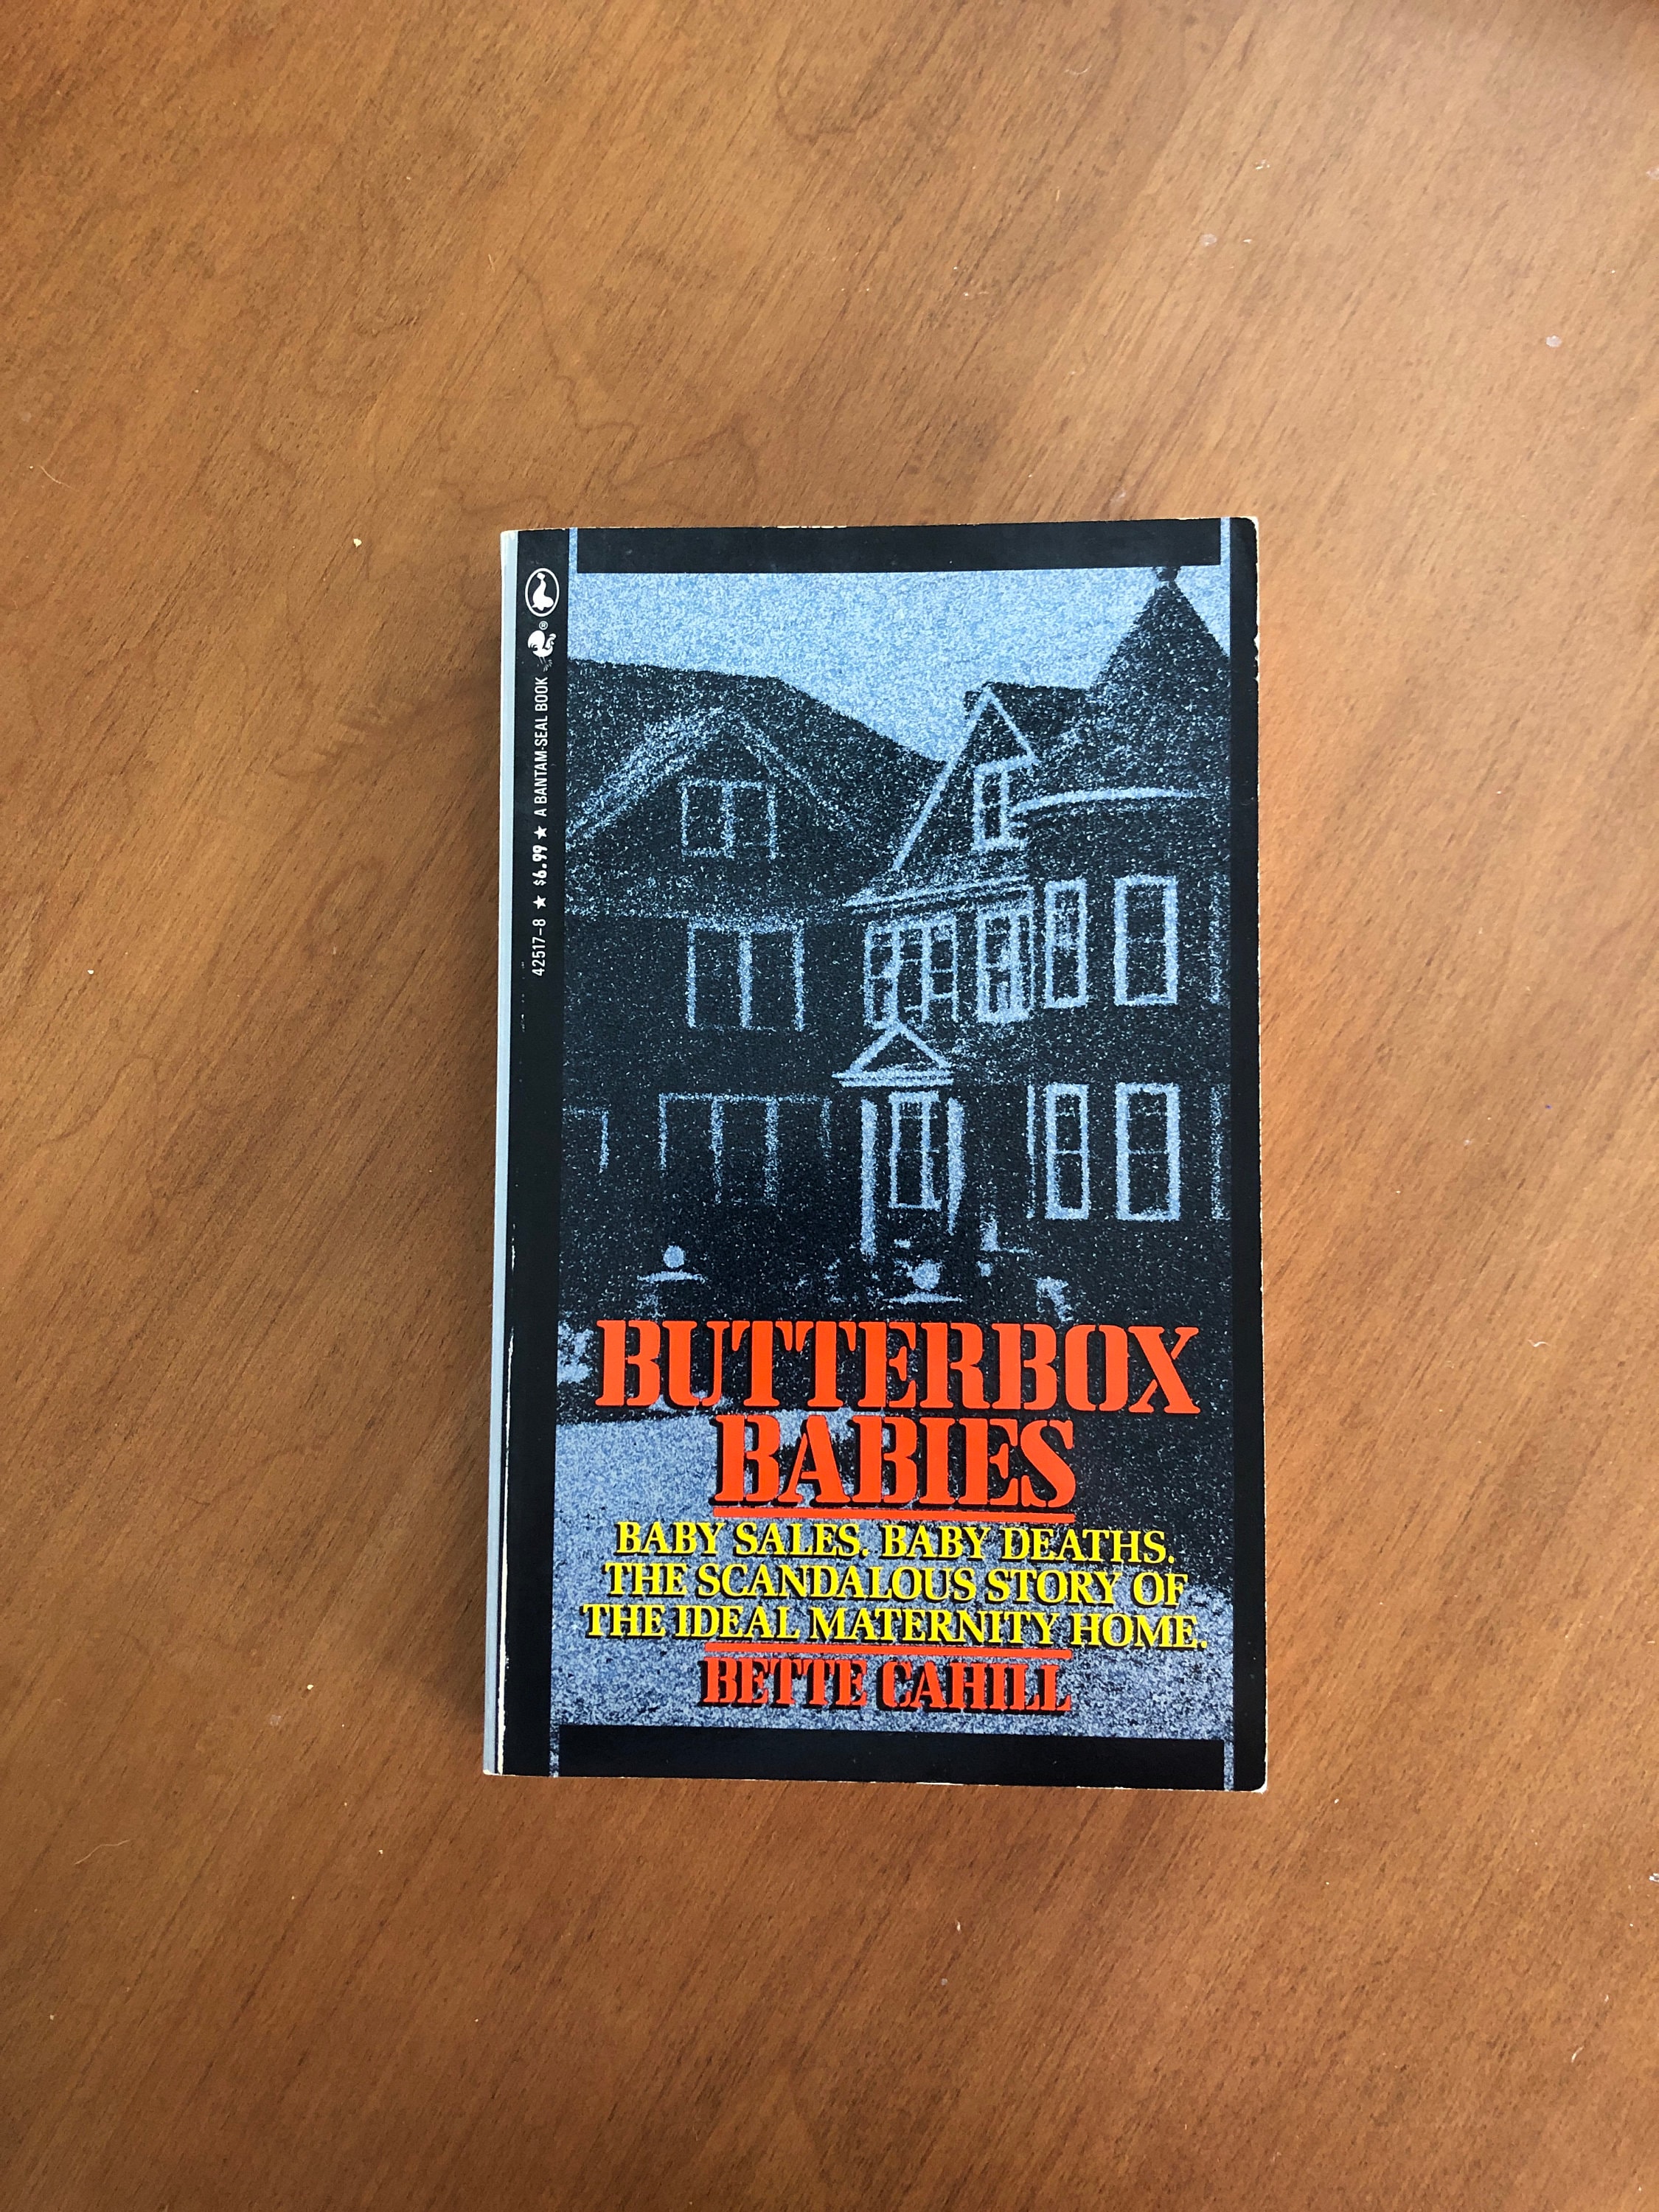 42517-8 ★ $6.99 ★ A BANTAM-SEAL BOOK ®
BUTTERBOX
BABIES
BABY SALES. BABY DEATHS.
THE SCANDALOUS STORY OF
THE IDEAL MATERNITY HOME.
BETTE CAHILL